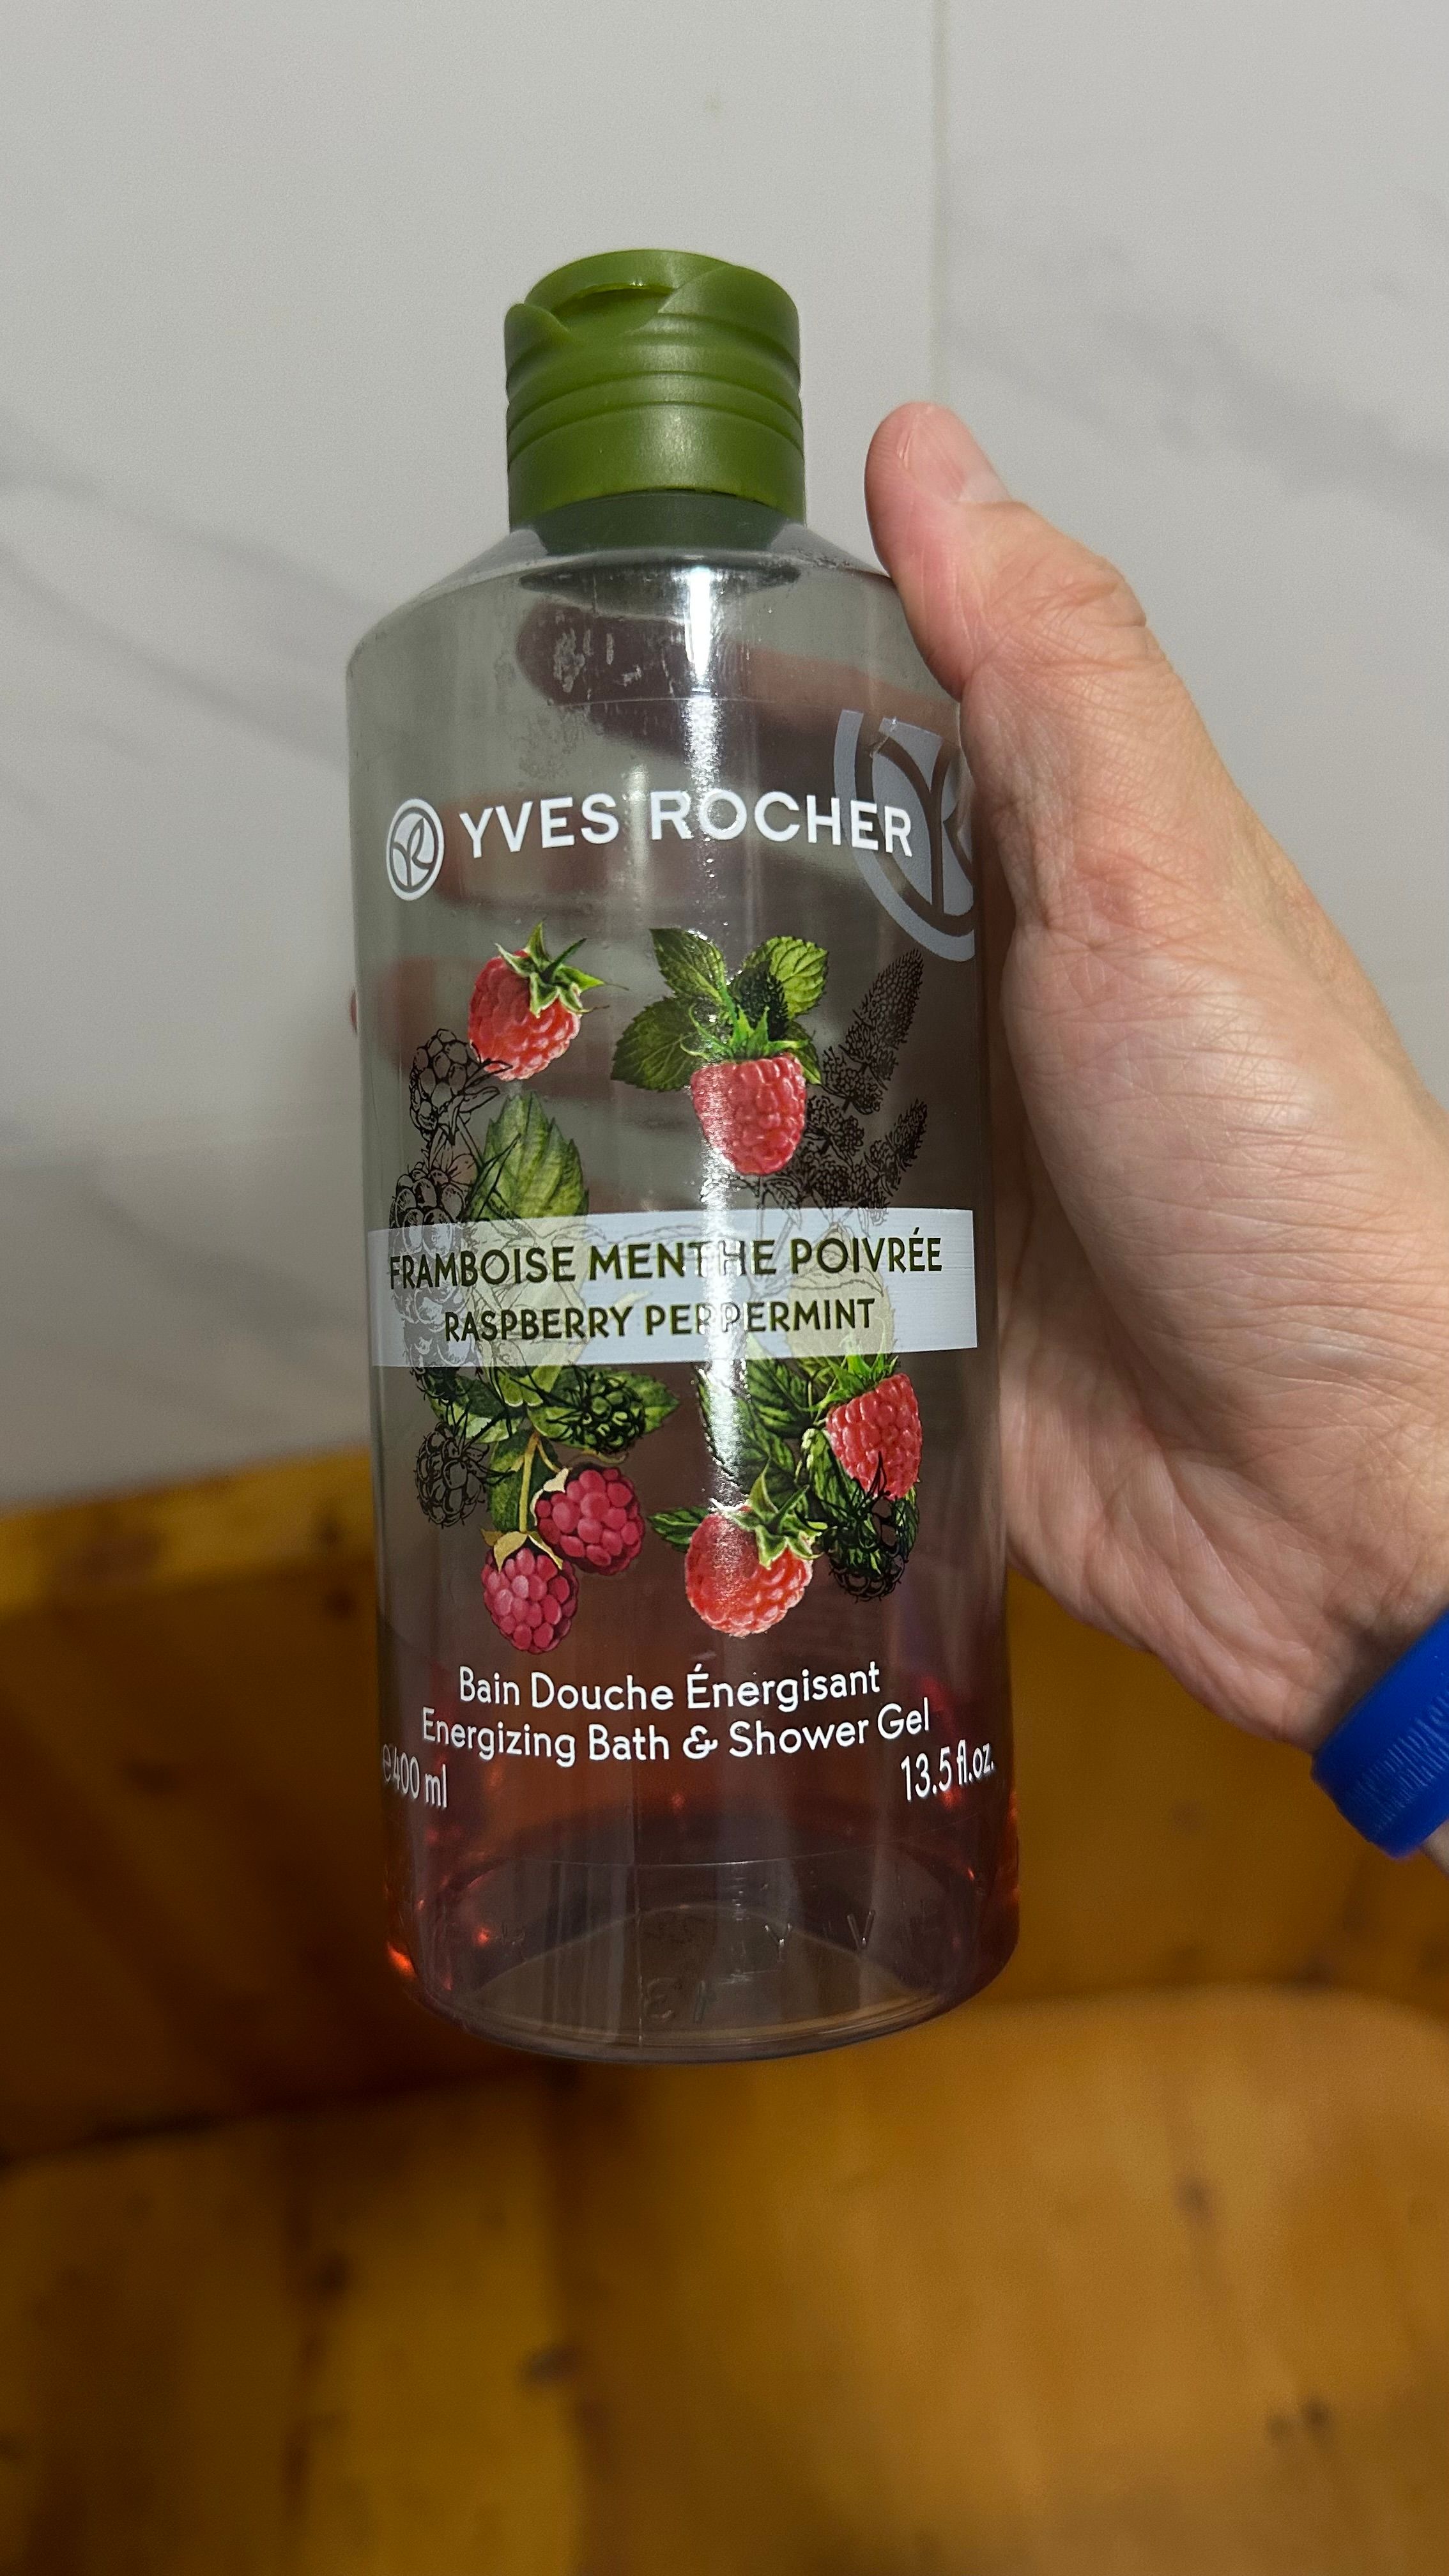 YVES ROCHER
FRAMBOISE MENTHE POIVRÉE
RASPBERRY PEPPERMINT
Bain Douche Énergisant
Energizing Bath & Shower Gel
e 400 ml
13.5 fl.oz.